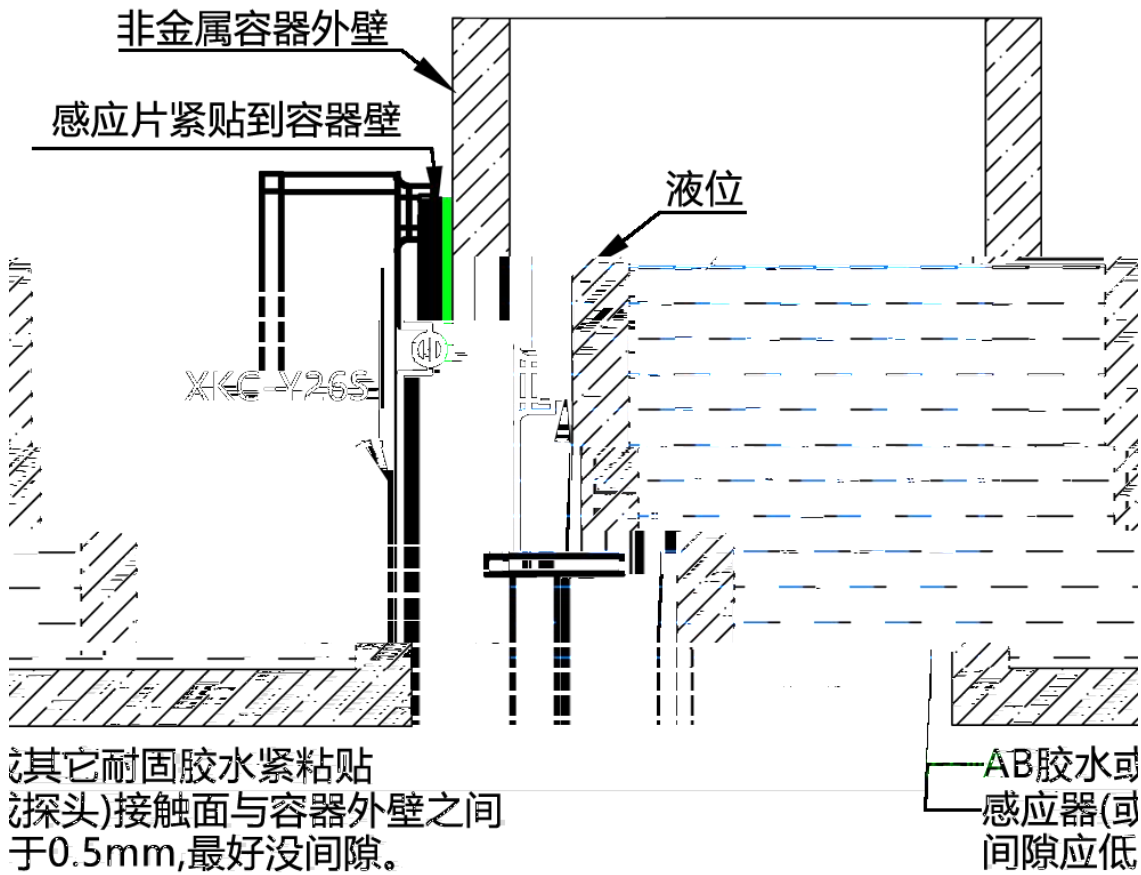 非金属容器外壁
感应片紧贴到容器壁
液位
XKC-Y26S
其它耐固胶水紧粘贴
探头)接触面与容器外壁之间
于0.5mm,最好没间隙。
AB胶水或
感应器(或
间隙应低